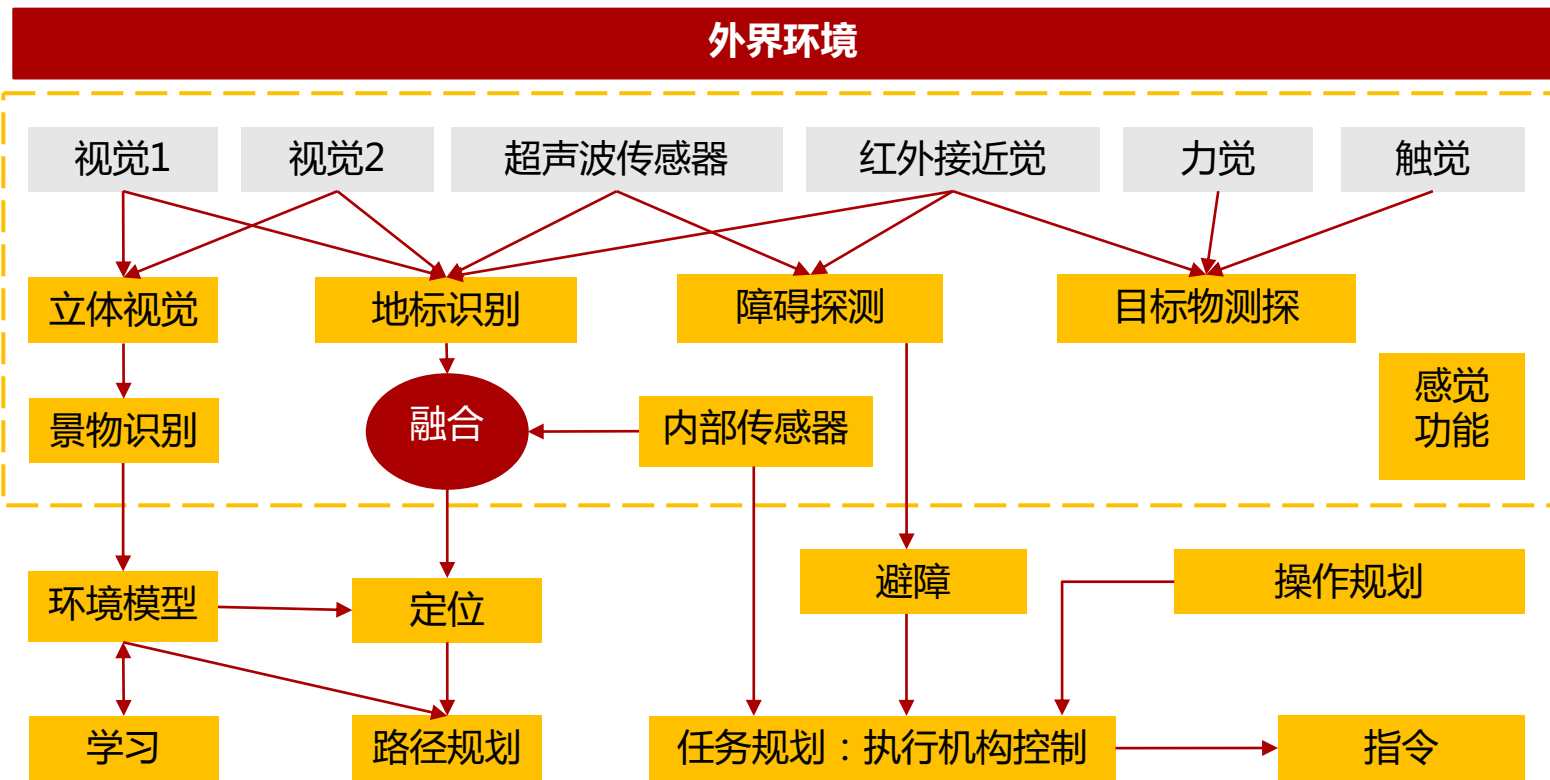 外界环境
视觉1
视觉2
超声波传感器
红外接近觉
力觉
触觉
立体视觉
地标识别
障碍探测
目标物测探
感觉
功能
景物识别
融合
内部传感器
环境模型
定位
避障
操作规划
学习
路径规划
任务规划：执行机构控制
指令